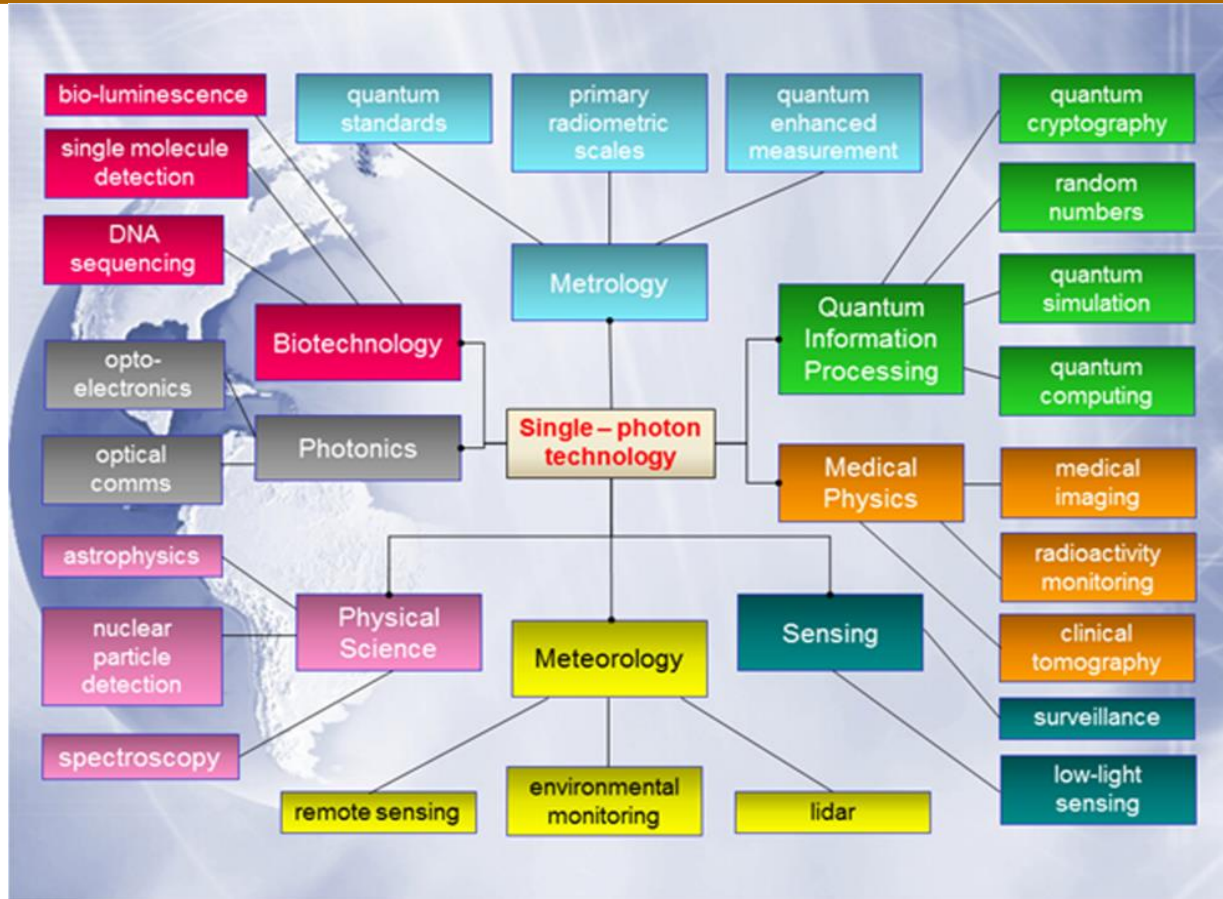 bio-luminescence
single molecule
detection
DNA
sequencing
Biotechnology
opto-
electronics
optical
comms
Photonics
astrophysics
nuclear
particle
detection
spectroscopy
Physical
Science
quantum
standards
primary
radiometric
scales
quantum
enhanced
measurement
Metrology
Single – photon
technology
Meteorology
remote sensing
environmental
monitoring
lidar
Quantum
Information
Processing
quantum
cryptography
random
numbers
quantum
simulation
quantum
computing
Medical
Physics
medical
imaging
radioactivity
monitoring
clinical
tomography
Sensing
surveillance
low-light
sensing